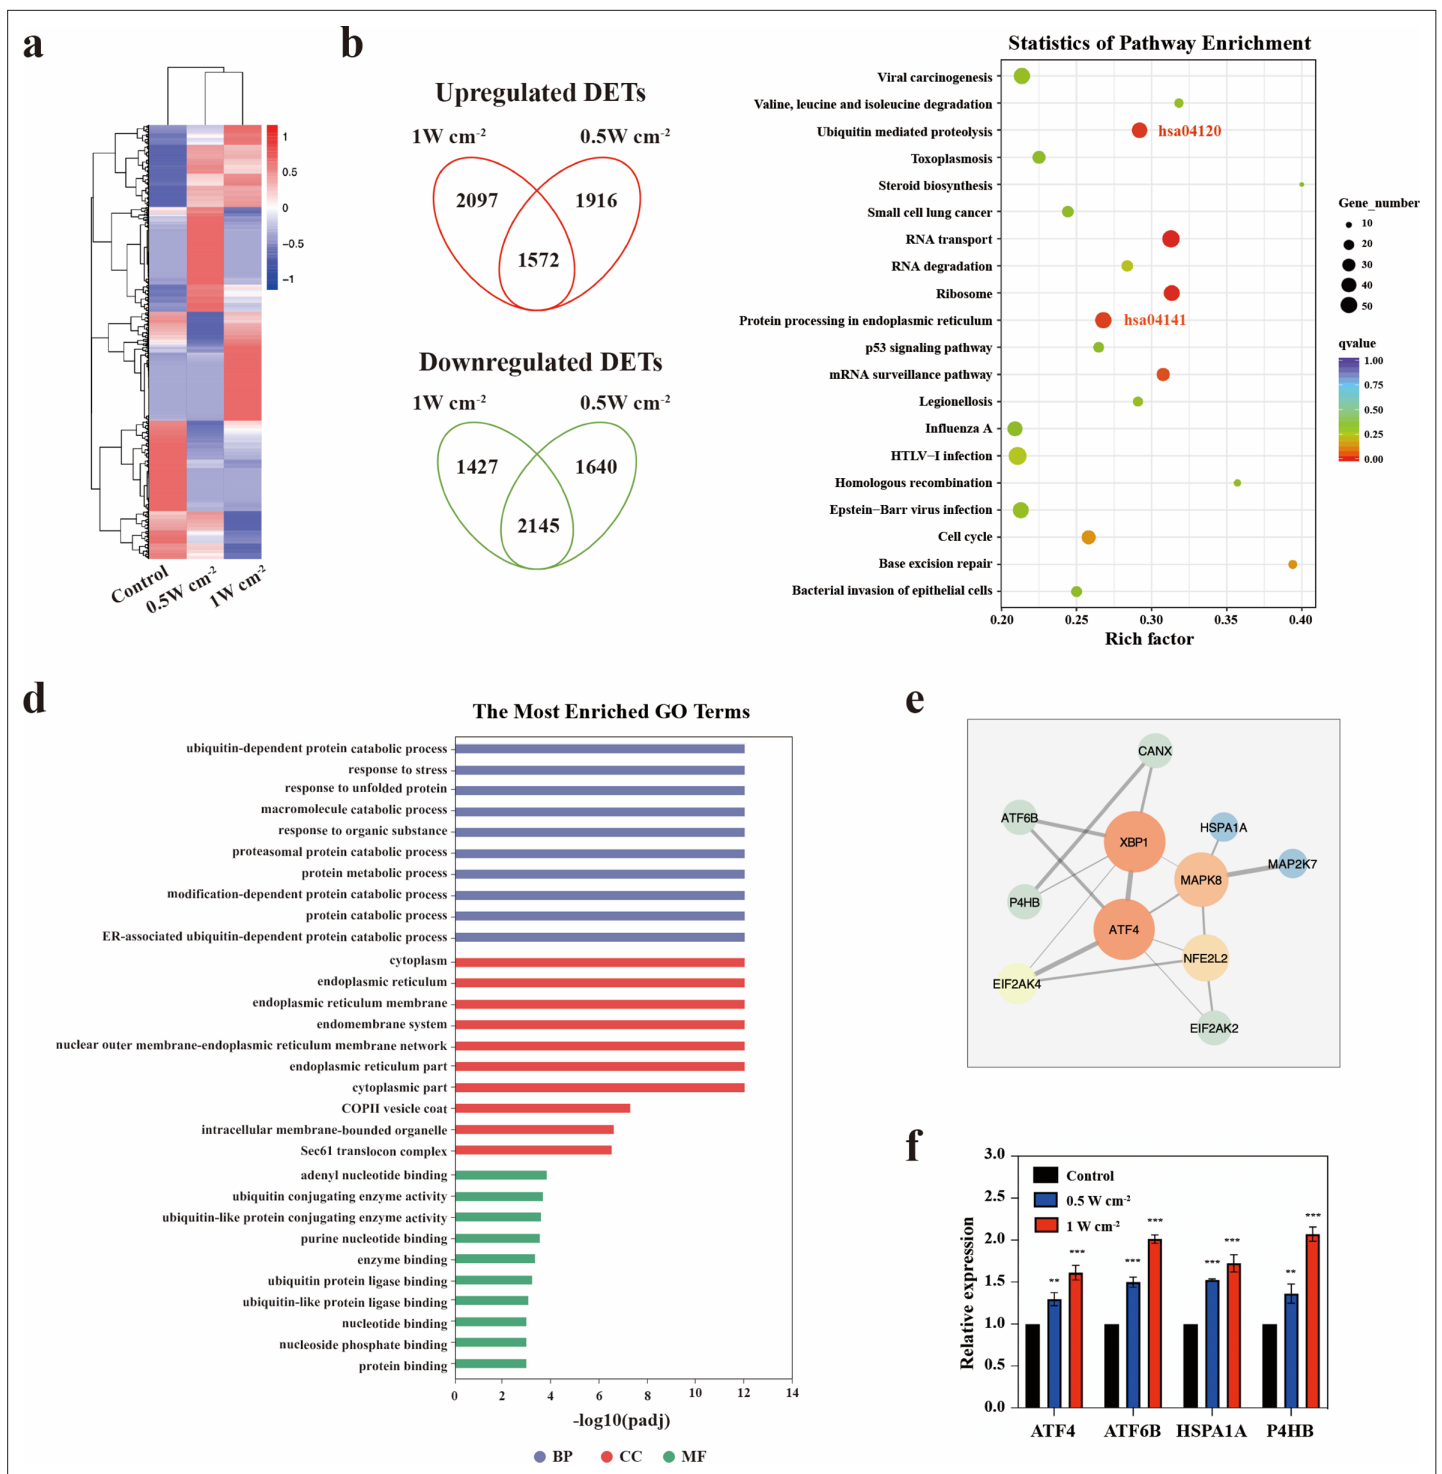 a
1
0.5
0
−0.5
−1
Control
0.5W cm-2
1W cm-2
b
Upregulated DETs
1W cm-2
0.5W cm-2
2097
1916
1572
Downregulated DETs
1W cm-2
0.5W cm-2
1427
1640
2145
Statistics of Pathway Enrichment
Viral carcinogenesis
Valine, leucine and isoleucine degradation
Ubiquitin mediated proteolysis
hsa04120
Toxoplasmosis
Steroid biosynthesis
Small cell lung cancer
RNA transport
RNA degradation
Ribosome
Protein processing in endoplasmic reticulum
hsa04141
p53 signaling pathway
mRNA surveillance pathway
Legionellosis
Influenza A
HTLV−I infection
Homologous recombination
Epstein−Barr virus infection
Cell cycle
Base excision repair
Bacterial invasion of epithelial cells
0.20 0.25 0.30 0.35 0.40
Rich factor
Gene_number
10
20
30
40
50
qvalue
1.00
0.75
0.50
0.25
0.00
d
The Most Enriched GO Terms
ubiquitin-dependent protein catabolic process
response to stress
response to unfolded protein
macromolecule catabolic process
response to organic substance
proteasomal protein catabolic process
protein metabolic process
modification-dependent protein catabolic process
protein catabolic process
ER-associated ubiquitin-dependent protein catabolic process
cytoplasm
endoplasmic reticulum
endoplasmic reticulum membrane
endomembrane system
nuclear outer membrane-endoplasmic reticulum membrane network
endoplasmic reticulum part
cytoplasmic part
COPII vesicle coat
intracellular membrane-bounded organelle
Sec61 translocon complex
adenyl nucleotide binding
ubiquitin conjugating enzyme activity
ubiquitin-like protein conjugating enzyme activity
purine nucleotide binding
enzyme binding
ubiquitin protein ligase binding
ubiquitin-like protein ligase binding
nucleotide binding
nucleoside phosphate binding
protein binding
0 2 4 6 8 10 12 14
-log10(padj)
BP CC MF
e
CANX
ATF6B
XBP1
HSPA1A
MAP2K7
MAPK8
P4HB
ATF4
NFE2L2
EIF2AK4
EIF2AK2
f
3.0
2.5
2.0
1.5
1.0
0.5
0.0
Relative expression
Control
0.5 W cm-2
1 W cm-2
** *** *** *** *** *** ** ***
ATF4 ATF6B HSPA1A P4HB